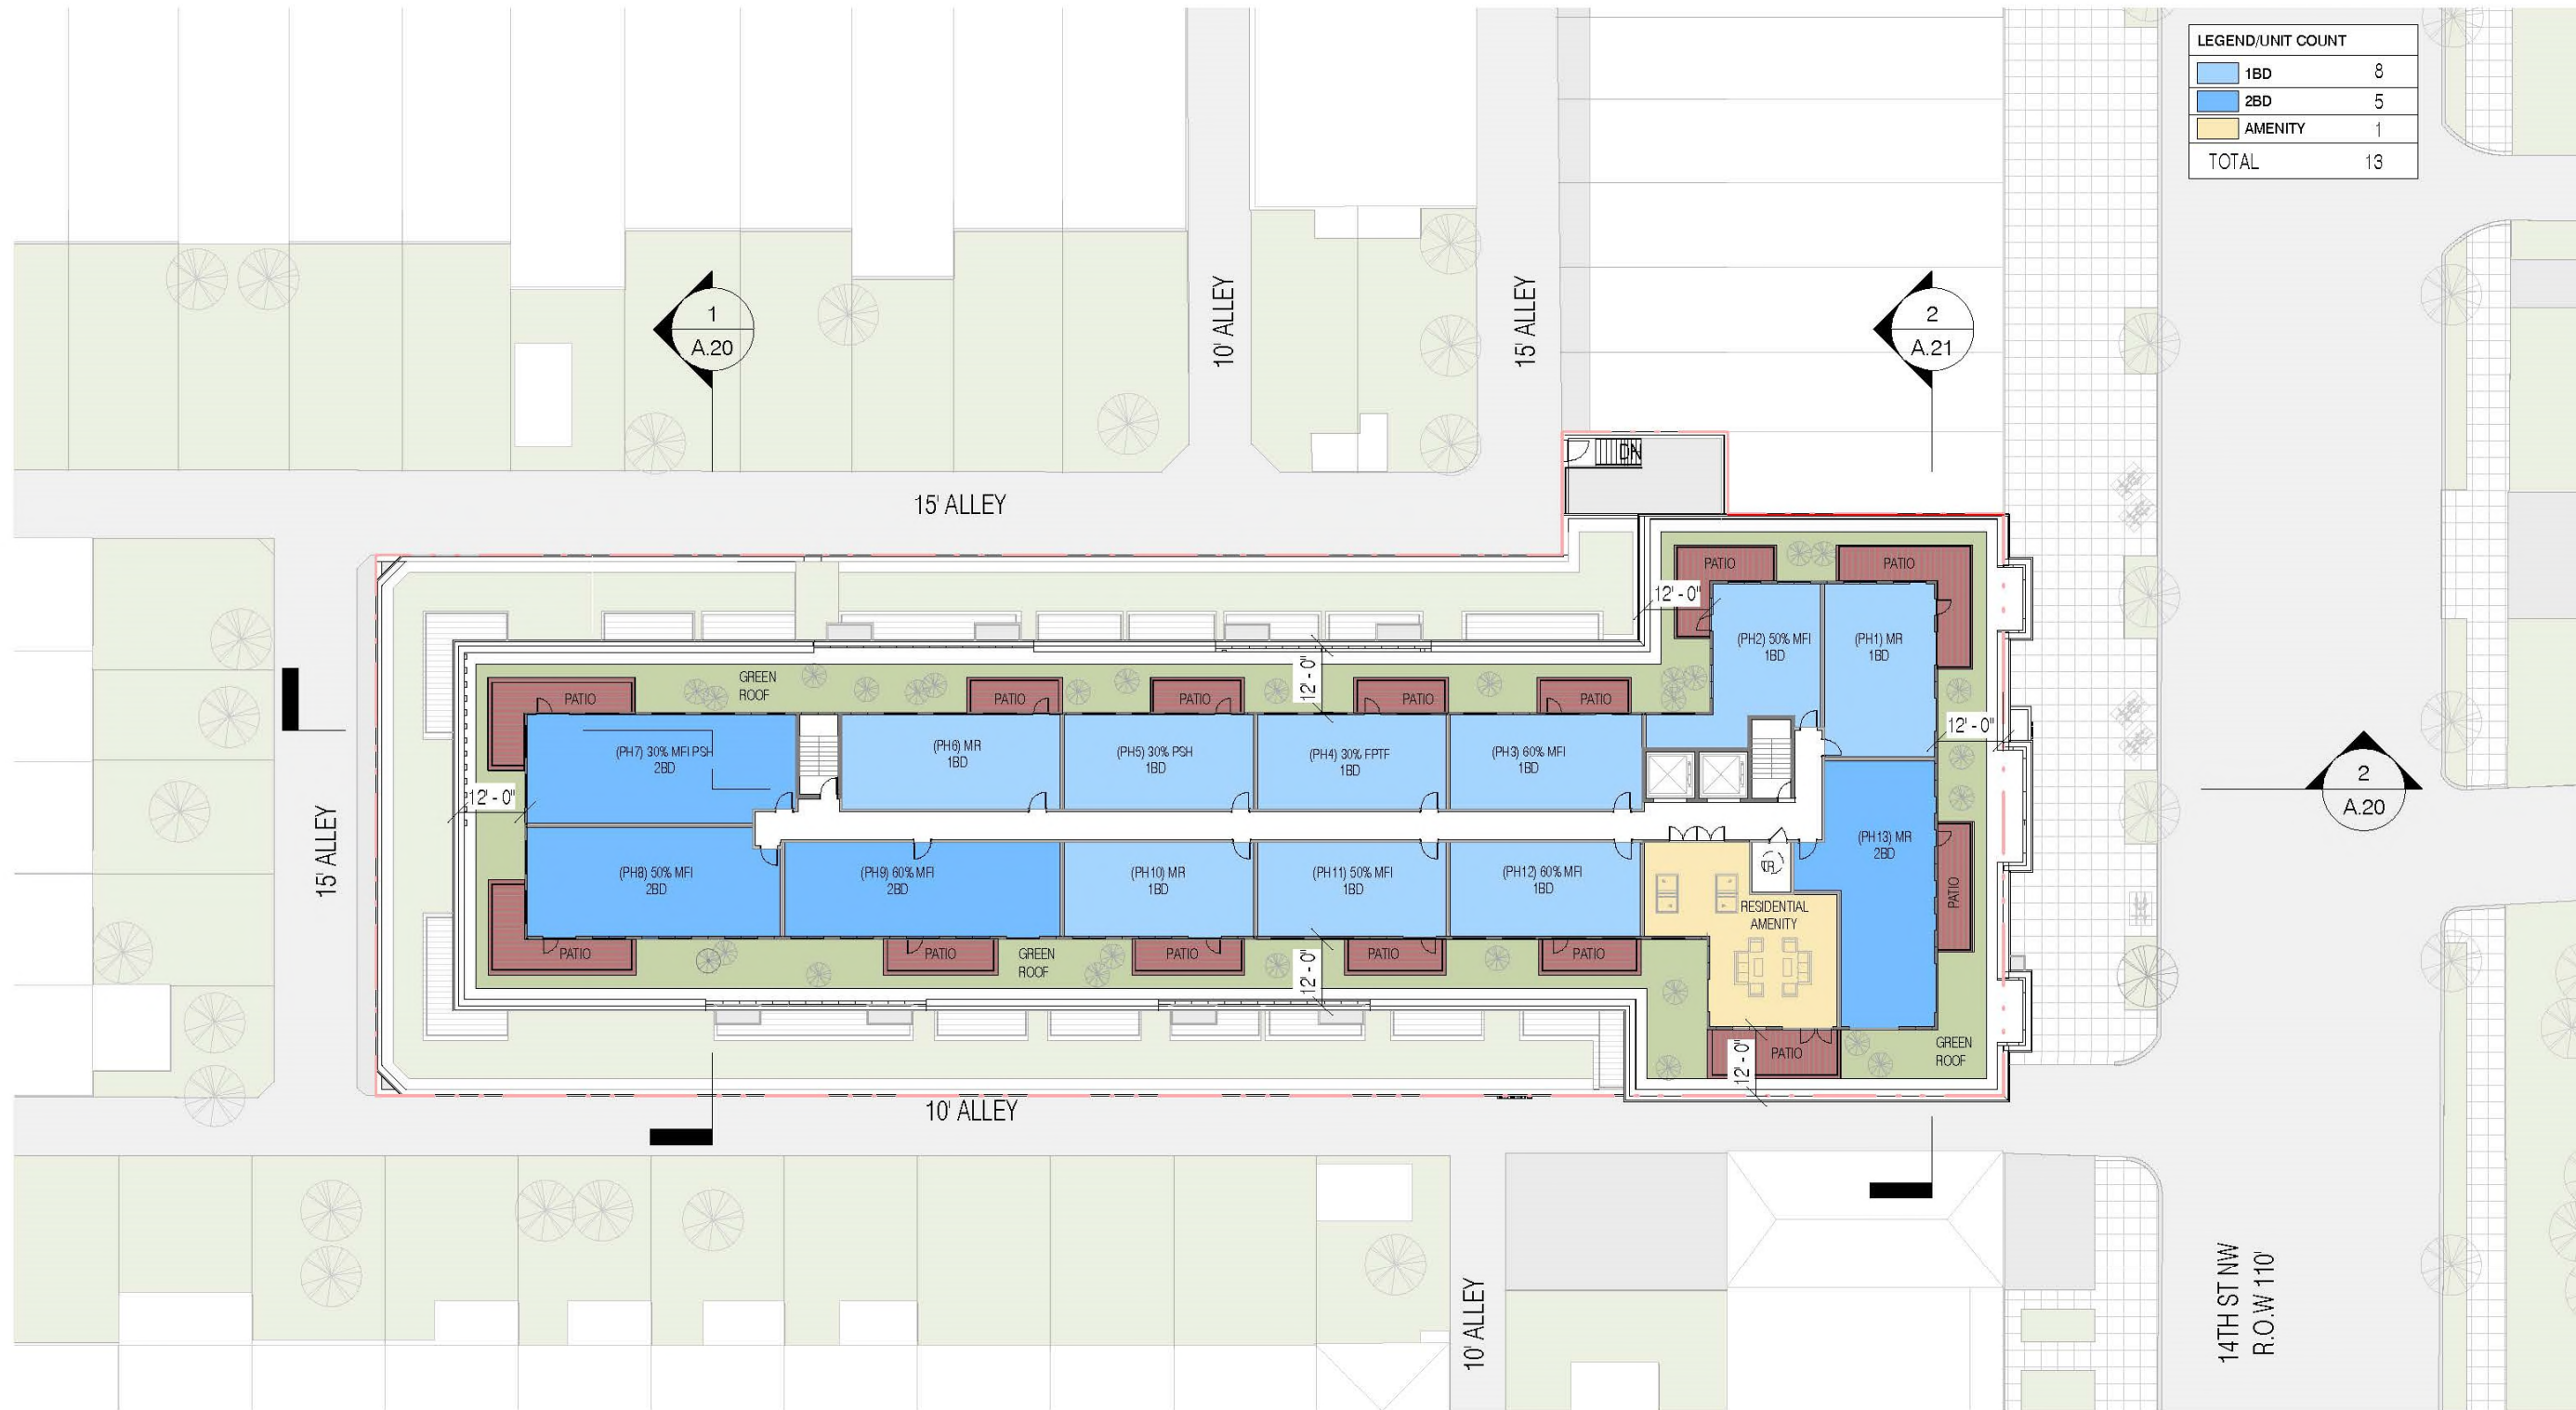 LEGEND/UNIT COUNT
1BD 8
2BD 5
AMENITY 1
TOTAL 13
1
A.20
10' ALLEY
15' ALLEY
2
A.21
DN
15' ALLEY
PATIO
PATIO
12' - 0"
(PH2) 50% MFI
1BD
(PH1) MR
1BD
GREEN
ROOF
12' - 0"
PATIO
PATIO
PATIO
PATIO
PATIO
12' - 0"
(PH7) 30% MFI PSH
2BD
(PH6) MR
1BD
(PH5) 30% PSH
1BD
(PH4) 30% FPTF
1BD
(PH3) 60% MFI
1BD
12' - 0"
2
A.20
15' ALLEY
(PH13) MR
2BD
(PH8) 50% MFI
2BD
(PH9) 60% MFI
2BD
(PH10) MR
1BD
(PH11) 50% MFI
1BD
(PH12) 60% MFI
1BD
TR
PATIO
RESIDENTIAL
AMENITY
PATIO
PATIO
GREEN
ROOF
PATIO
12' - 0"
PATIO
PATIO
12' - 0"
PATIO
GREEN
ROOF
10' ALLEY
10' ALLEY
14TH ST NW
R.O.W 110'